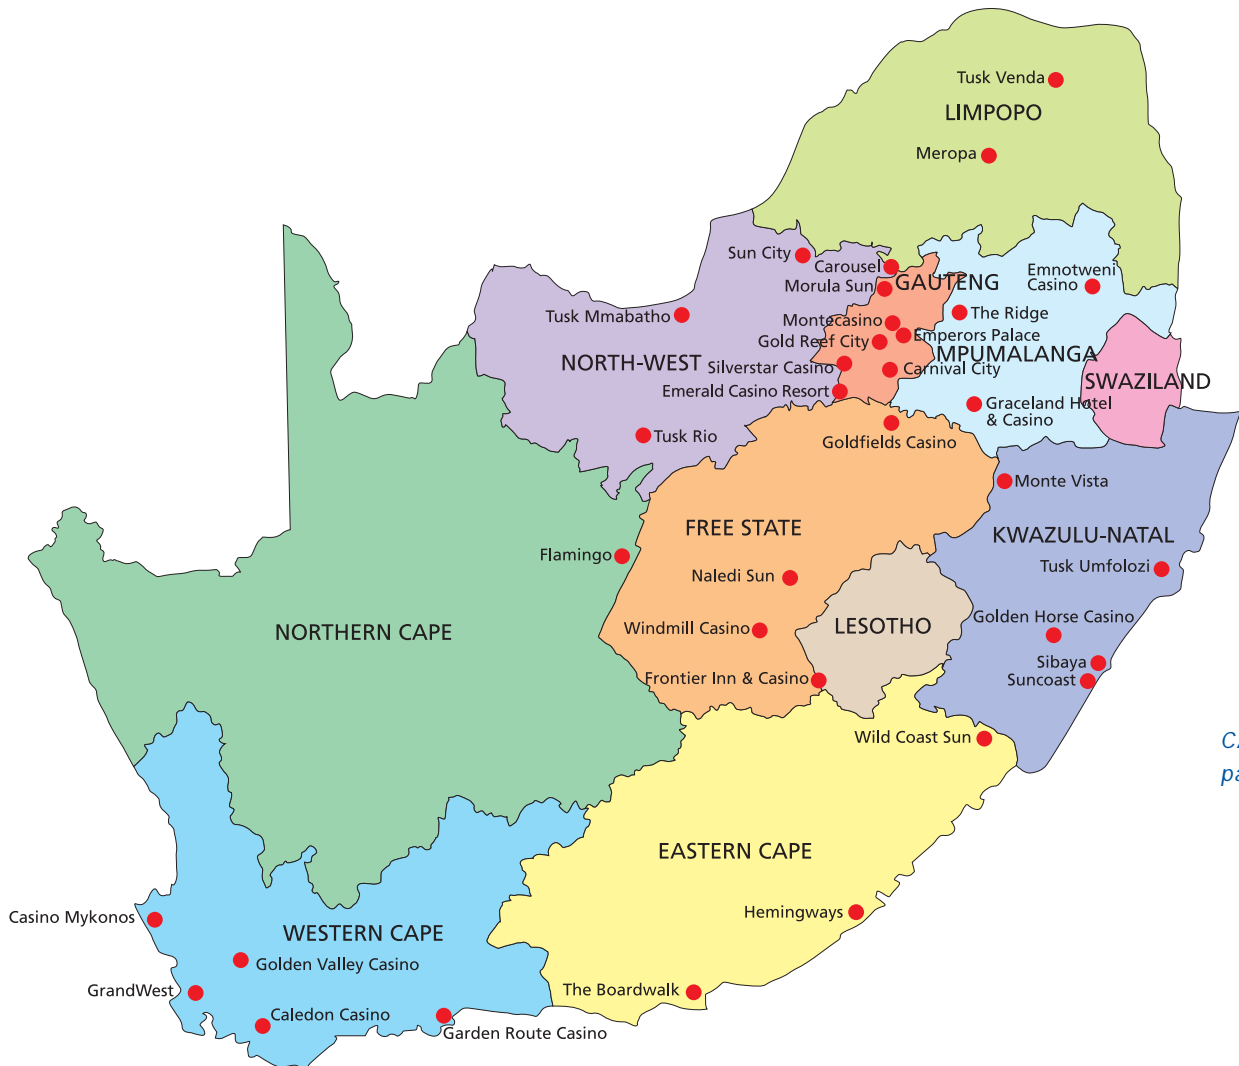 Tusk Venda
LIMPOPO
Meropa
Sun City
Carousel
Emnotweni
Casino
GAUTENG
Morula Sun
Tusk Mmabatho
The Ridge
Montecasino
Emperors Palace
Gold Reef City
MPUMALANGA
NORTH-WEST
Silverstar Casino
Carnival City
SWAZILAND
Emerald Casino Resort
Graceland Hotel
& Casino
Tusk Rio
Goldfields Casino
Monte Vista
FREE STATE
KWAZULU-NATAL
Flamingo
Tusk Umfolozi
Naledi Sun
Golden Horse Casino
NORTHERN CAPE
Windmill Casino
LESOTHO
Sibaya
Frontier Inn & Casino
Suncoast
Wild Coast Sun
pa
EASTERN CAPE
Hemingways
Casino Mykonos
WESTERN CAPE
Golden Valley Casino
GrandWest
The Boardwalk
Caledon Casino
Garden Route Casino